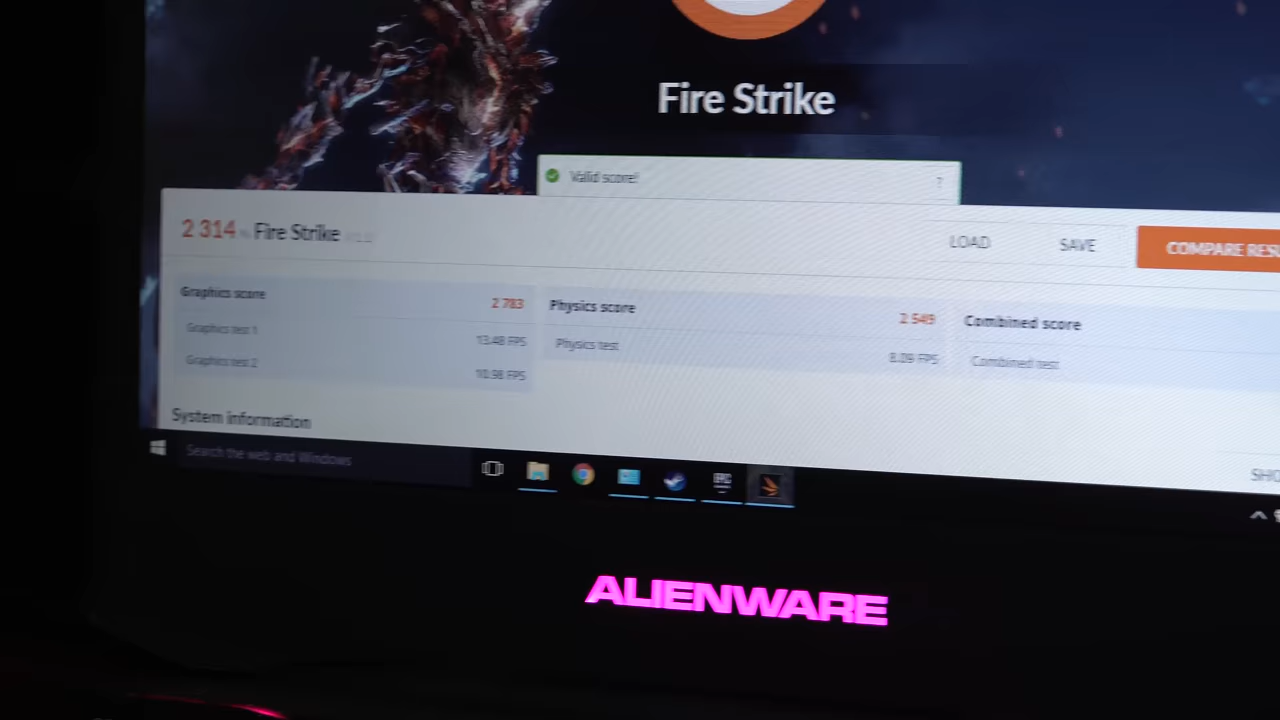 Fire Strike
Valid score!
?
2 314 Fire Strike
LOAD
SAVE
COMPARE RES
Graphics score 2 783
Graphics test 1 13.48 FPS
Graphics test 2 10.98 FPS
Physics score 2 549
Physics test 8.09 FPS
Combined score
Combined test
System information
SHO
Search the web and Windows
EPIC
ALIENWARE